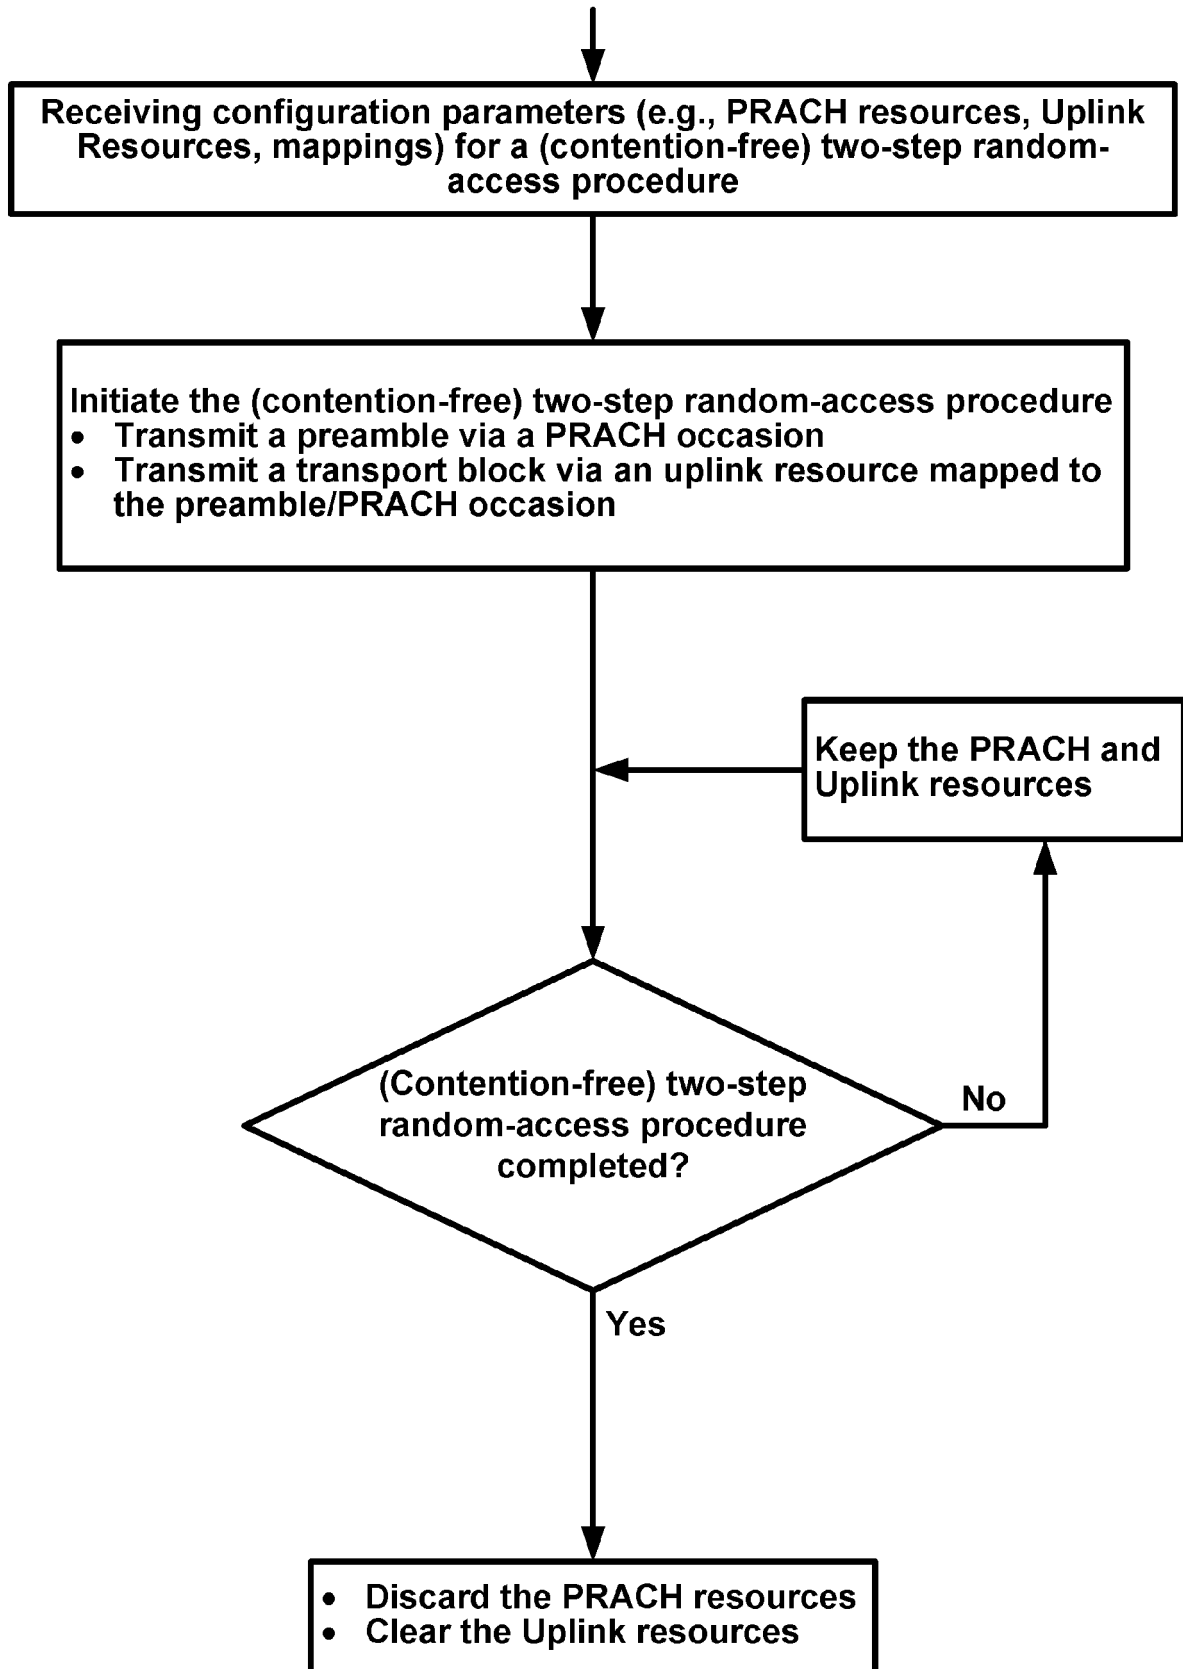 Receiving configuration parameters (e.g., PRACH resources, Uplink
Resources, mappings) for a (contention-free) two-step random-
access procedure
Initiate the (contention-free) two-step random-access procedure
• Transmit a preamble via a PRACH occasion
• Transmit a transport block via an uplink resource mapped to
the preamble/PRACH occasion
Keep the PRACH and
Uplink resources
(Contention-free) two-step
random-access procedure
completed?
No
Yes
• Discard the PRACH resources
• Clear the Uplink resources